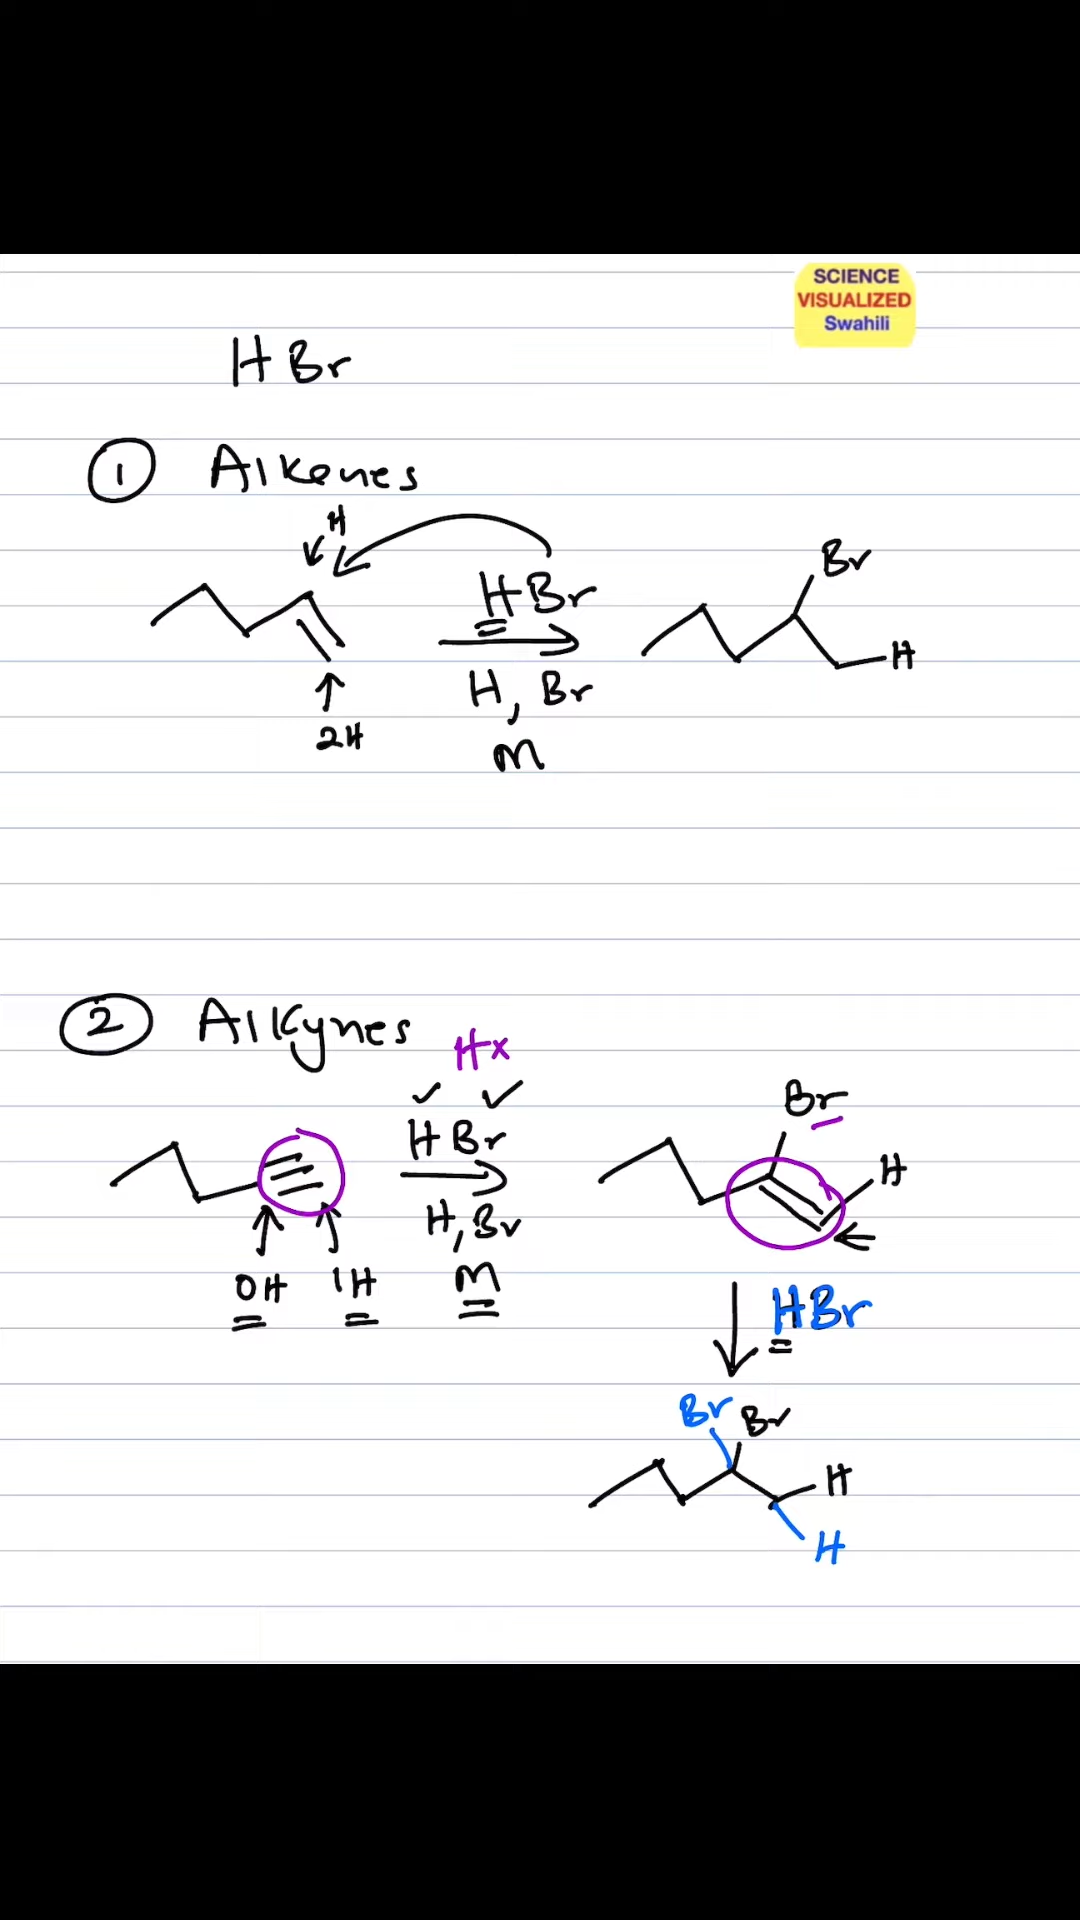 SCIENCE
VISUALIZED
Swahili
HBr
① Alkenes
H
HBr
Br
H
2H
H, Br
M
② Alkynes
Hx
✓ ✓
HBr
Br
H
H, Br
0H 1H
M
HBr
Br Br
H
H